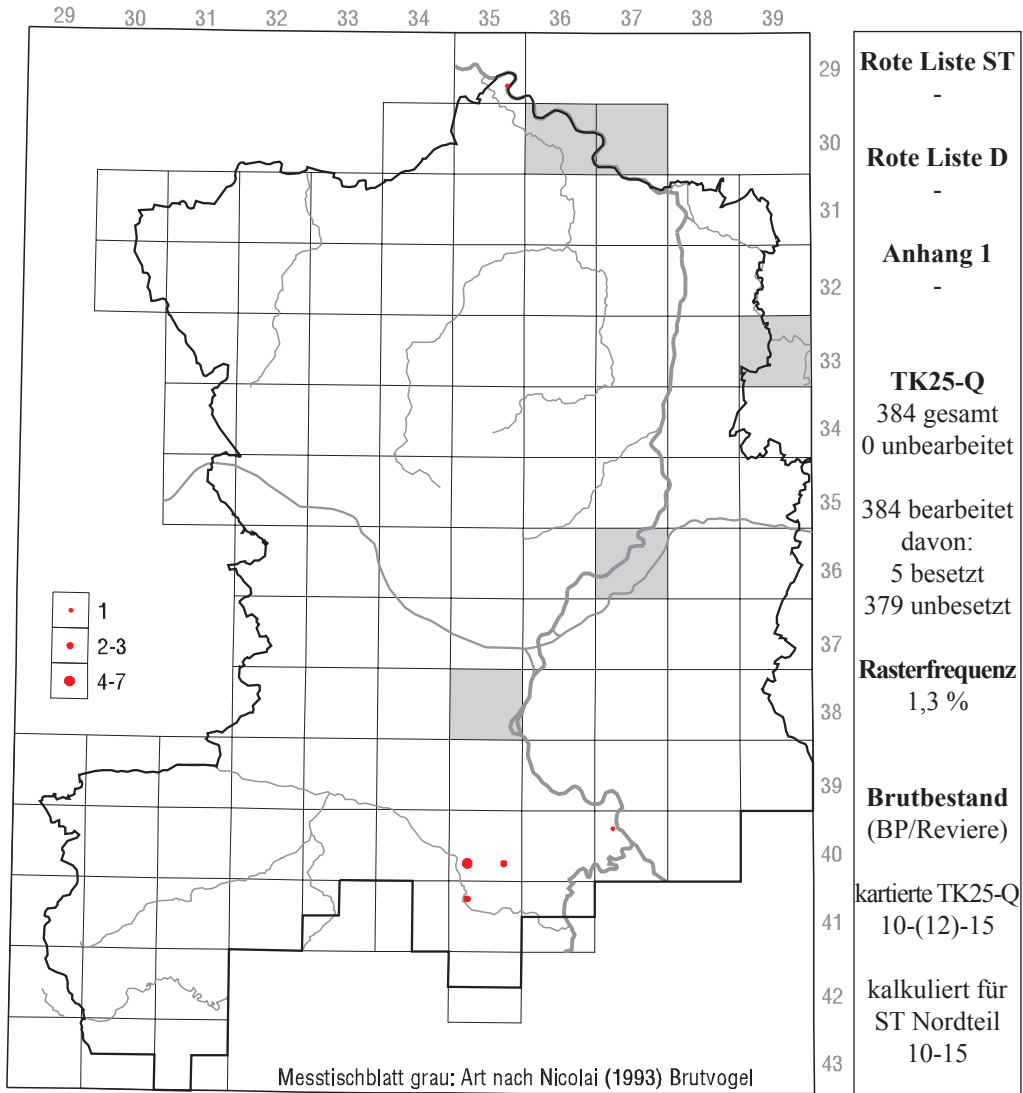 29 30 31 32 33 34 35 36 37 39
29
30
31
32
33
34
35
36
37
38
39
40
41
42
43
1
2-3
4-7
Messtischblatt grau: Art nach Nicolai (1993) Brutvogel
Rote Liste ST
-
Rote Liste D
-
Anhang 1
-
TK25-Q
384 gesamt
0 unbearbeitet
384 bearbeitet
davon:
5 besetzt
379 unbesetzt
Rasterfrequenz
1,3 %
Brutbestand
(BP/Reviere)
kartierte TK25-Q
10-(12)-15
kalkuliert für
ST Nordteil
10-15